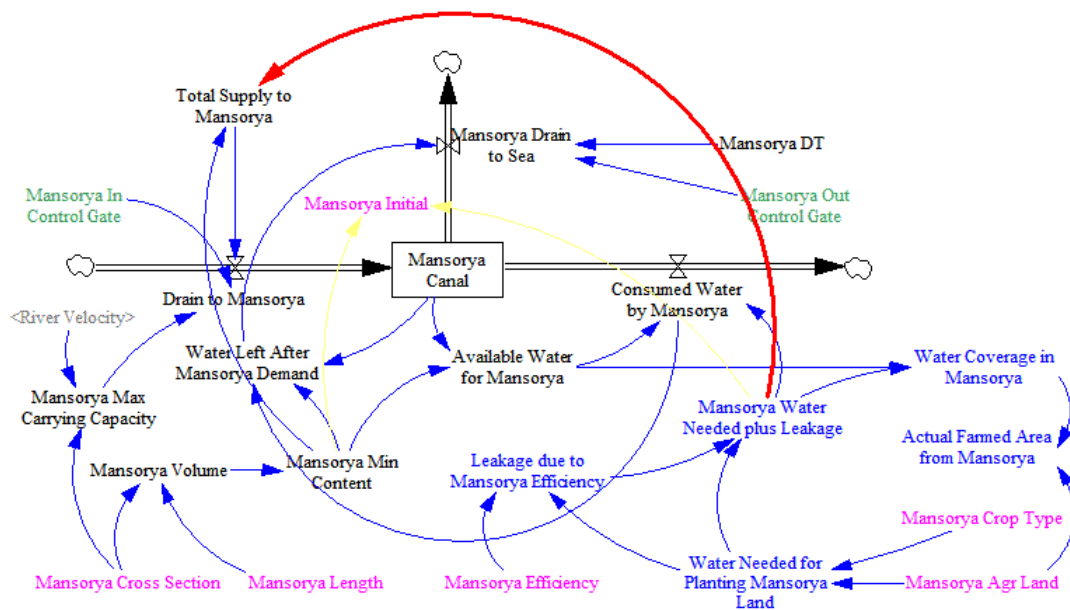 Total Supply to
Mansorya
Mansorya Drain
to Sea
Mansorya DT
Mansorya In
Control Gate
Mansorya Initial
Mansorya Out
Control Gate
Mansorya
Canal
Drain to Mansorya
Consumed Water
by Mansorya
<River Velocity>
Water Left After
Mansorya Demand
Available Water
for Mansorya
Water Coverage in
Mansorya
Mansorya Max
Carrying Capacity
Mansorya Water
Needed plus Leakage
Actual Farmed Area
from Mansorya
Mansorya Volume
Mansorya Min
Content
Leakage due to
Mansorya Efficiency
Mansorya Crop Type
Mansorya Cross Section
Mansorya Length
Mansorya Efficiency
Water Needed for
Planting Mansorya
Land
Mansorya Agr Land